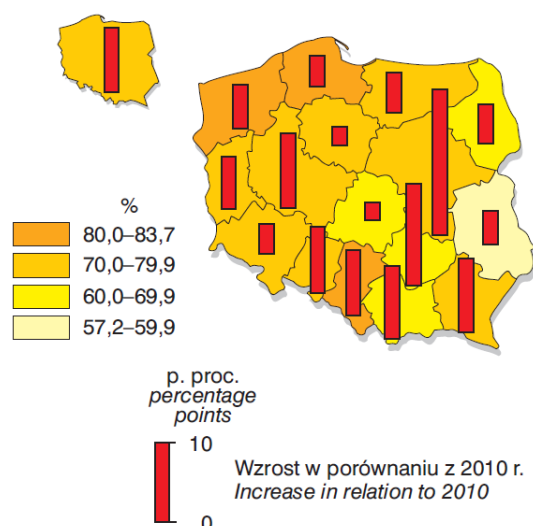 %
80,0–83,7
70,0–79,9
60,0–69,9
57,2–59,9
p. proc.
percentage
points
10
0
Wzrost w porównaniu z 2010 r.
Increase in relation to 2010